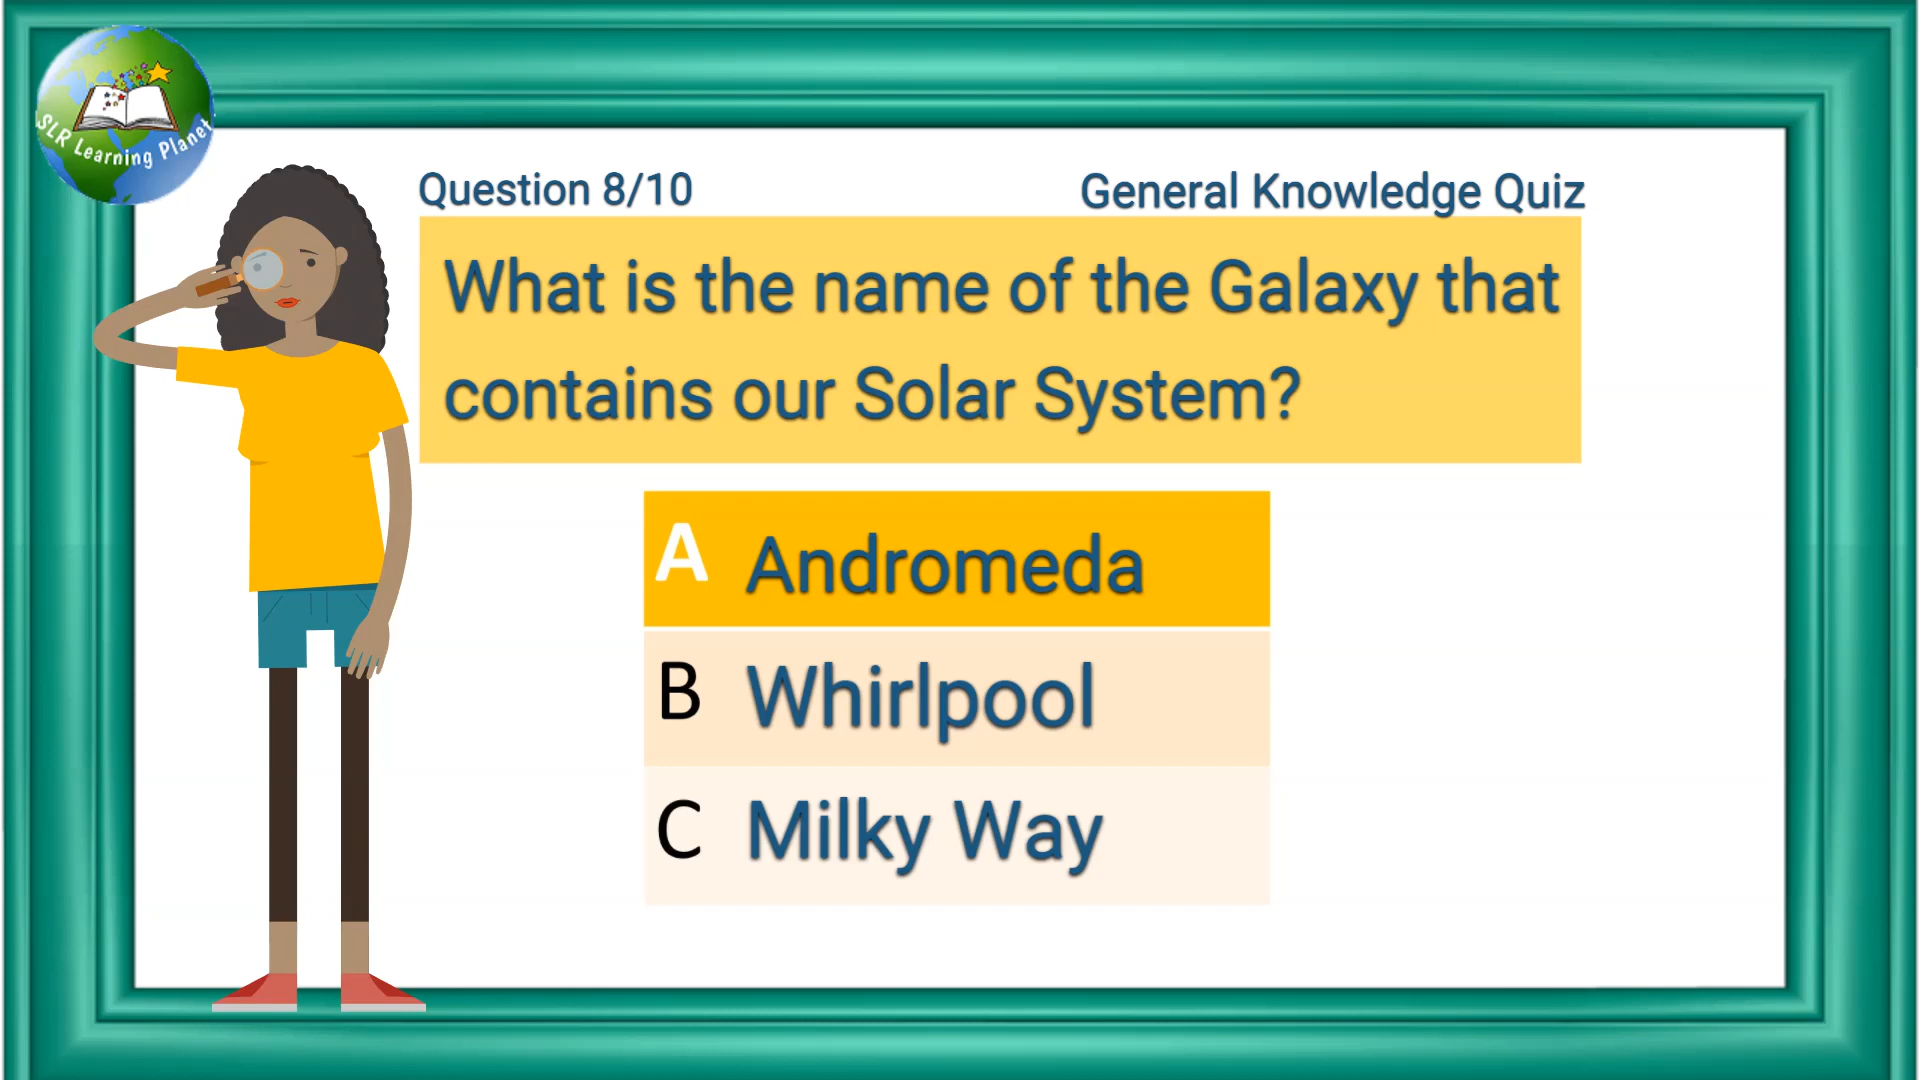 SLR Learning Planet
Question 8/10
General Knowledge Quiz
What is the name of the Galaxy that
contains our Solar System?
A Andromeda
B Whirlpool
C Milky Way